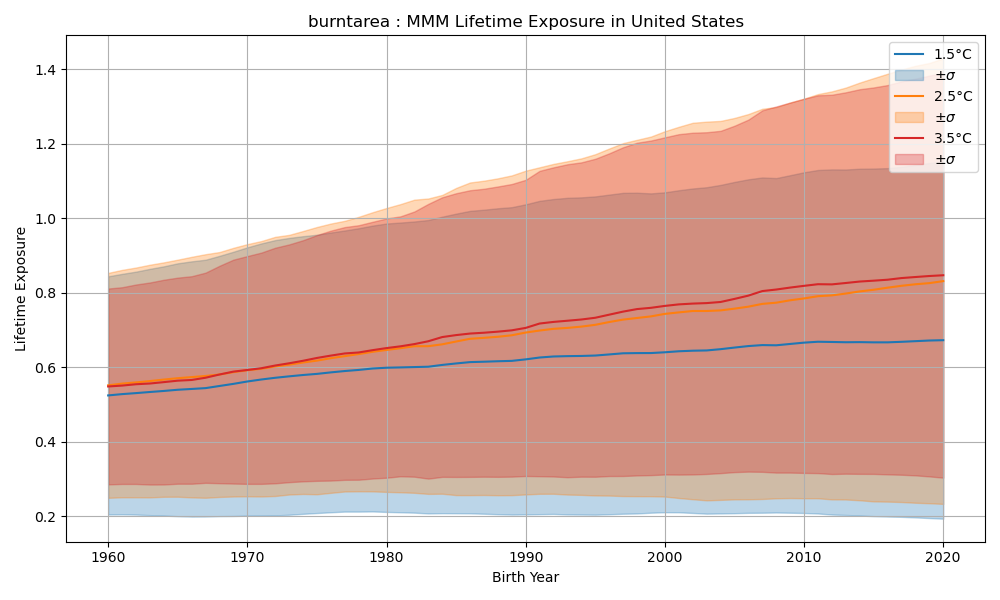 burntarea : MMM Lifetime Exposure in United States
Lifetime Exposure
1.4
1.2
1.0
0.8
0.6
0.4
0.2
1.5°C
±σ
2.5°C
±σ
3.5°C
±σ
1960 1970 1980 1990 2000 2010 2020
Birth Year